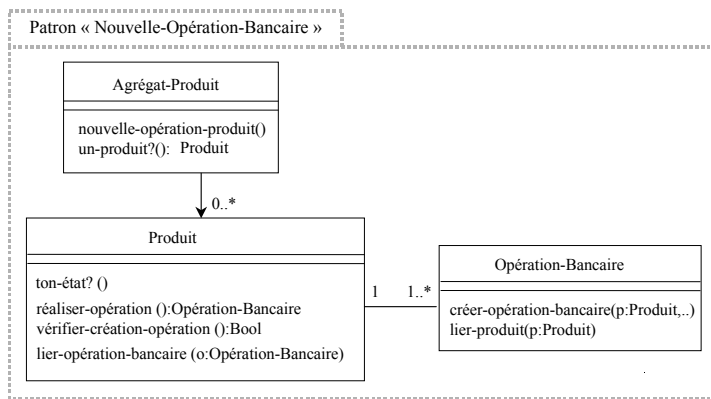 Patron « Nouvelle-Opération-Bancaire »
Agrégat-Produit
nouvelle-opération-produit()
un-produit?(): Produit
0..*
Produit
ton-état? ()
réaliser-opération ():Opération-Bancaire
vérifier-création-opération ():Bool
lier-opération-bancaire (o:Opération-Bancaire)
1 1..*
Opération-Bancaire
créer-opération-bancaire(p:Produit,..)
lier-produit(p:Produit)